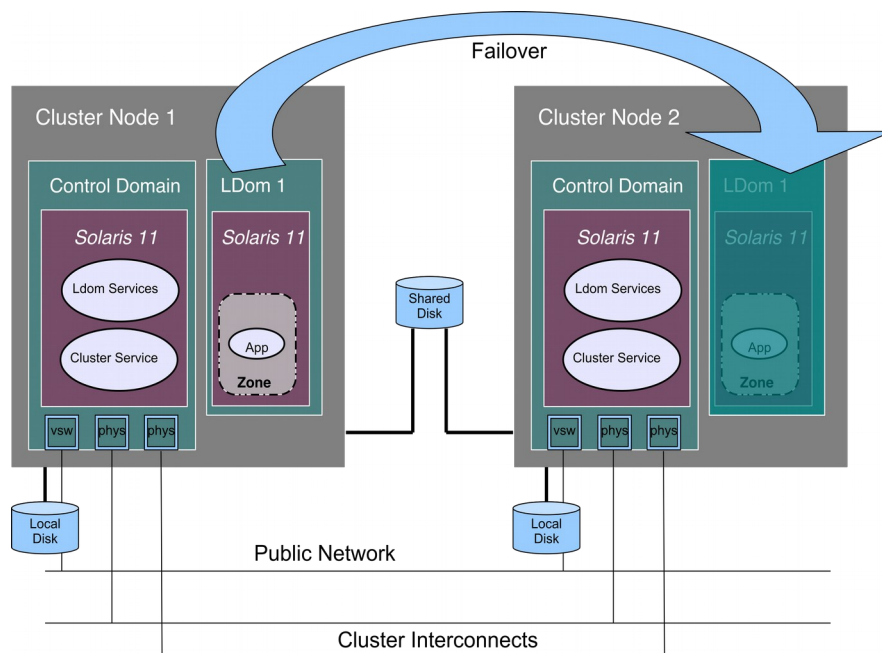 Failover
Cluster Node 1
Control Domain
LDom 1
Solaris 11
Solaris 11
Ldom Services
Cluster Service
App
Zone
vsw
phys
phys
Local
Disk
Shared
Disk
Cluster Node 2
Control Domain
LDom 1
Solaris 11
Solaris 11
Ldom Services
Cluster Service
App
Zone
vsw
phys
phys
Local
Disk
Public Network
Cluster Interconnects